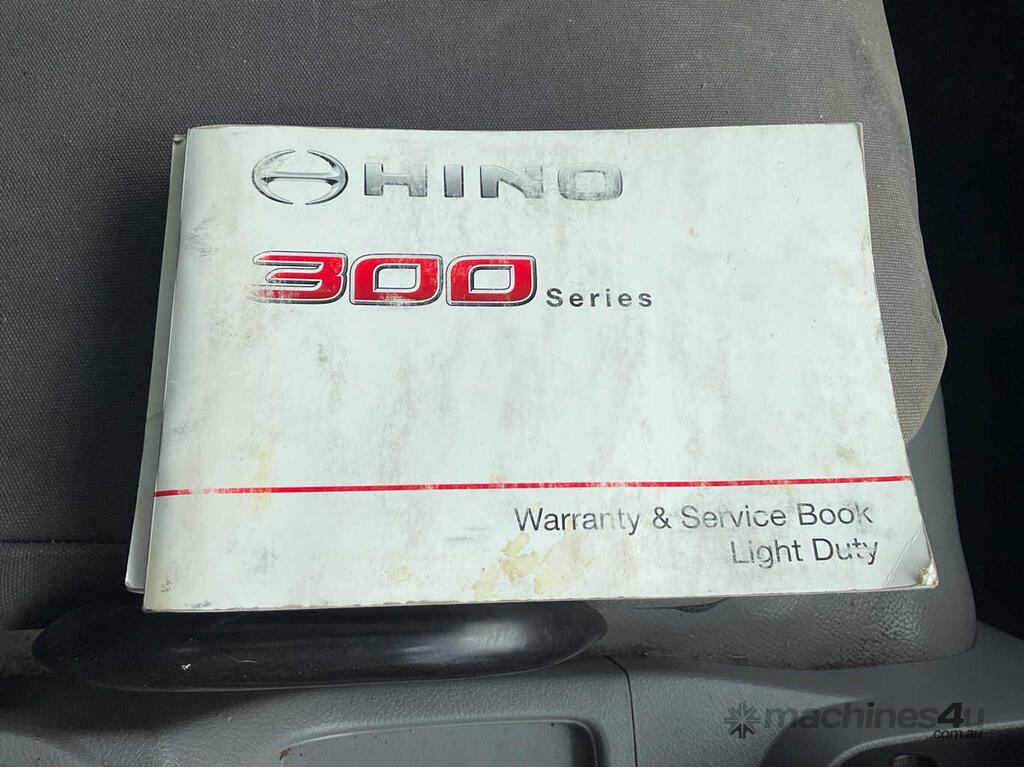 HINO
300 Series
Warranty & Service Book
Light Duty
machines4u
.com.au